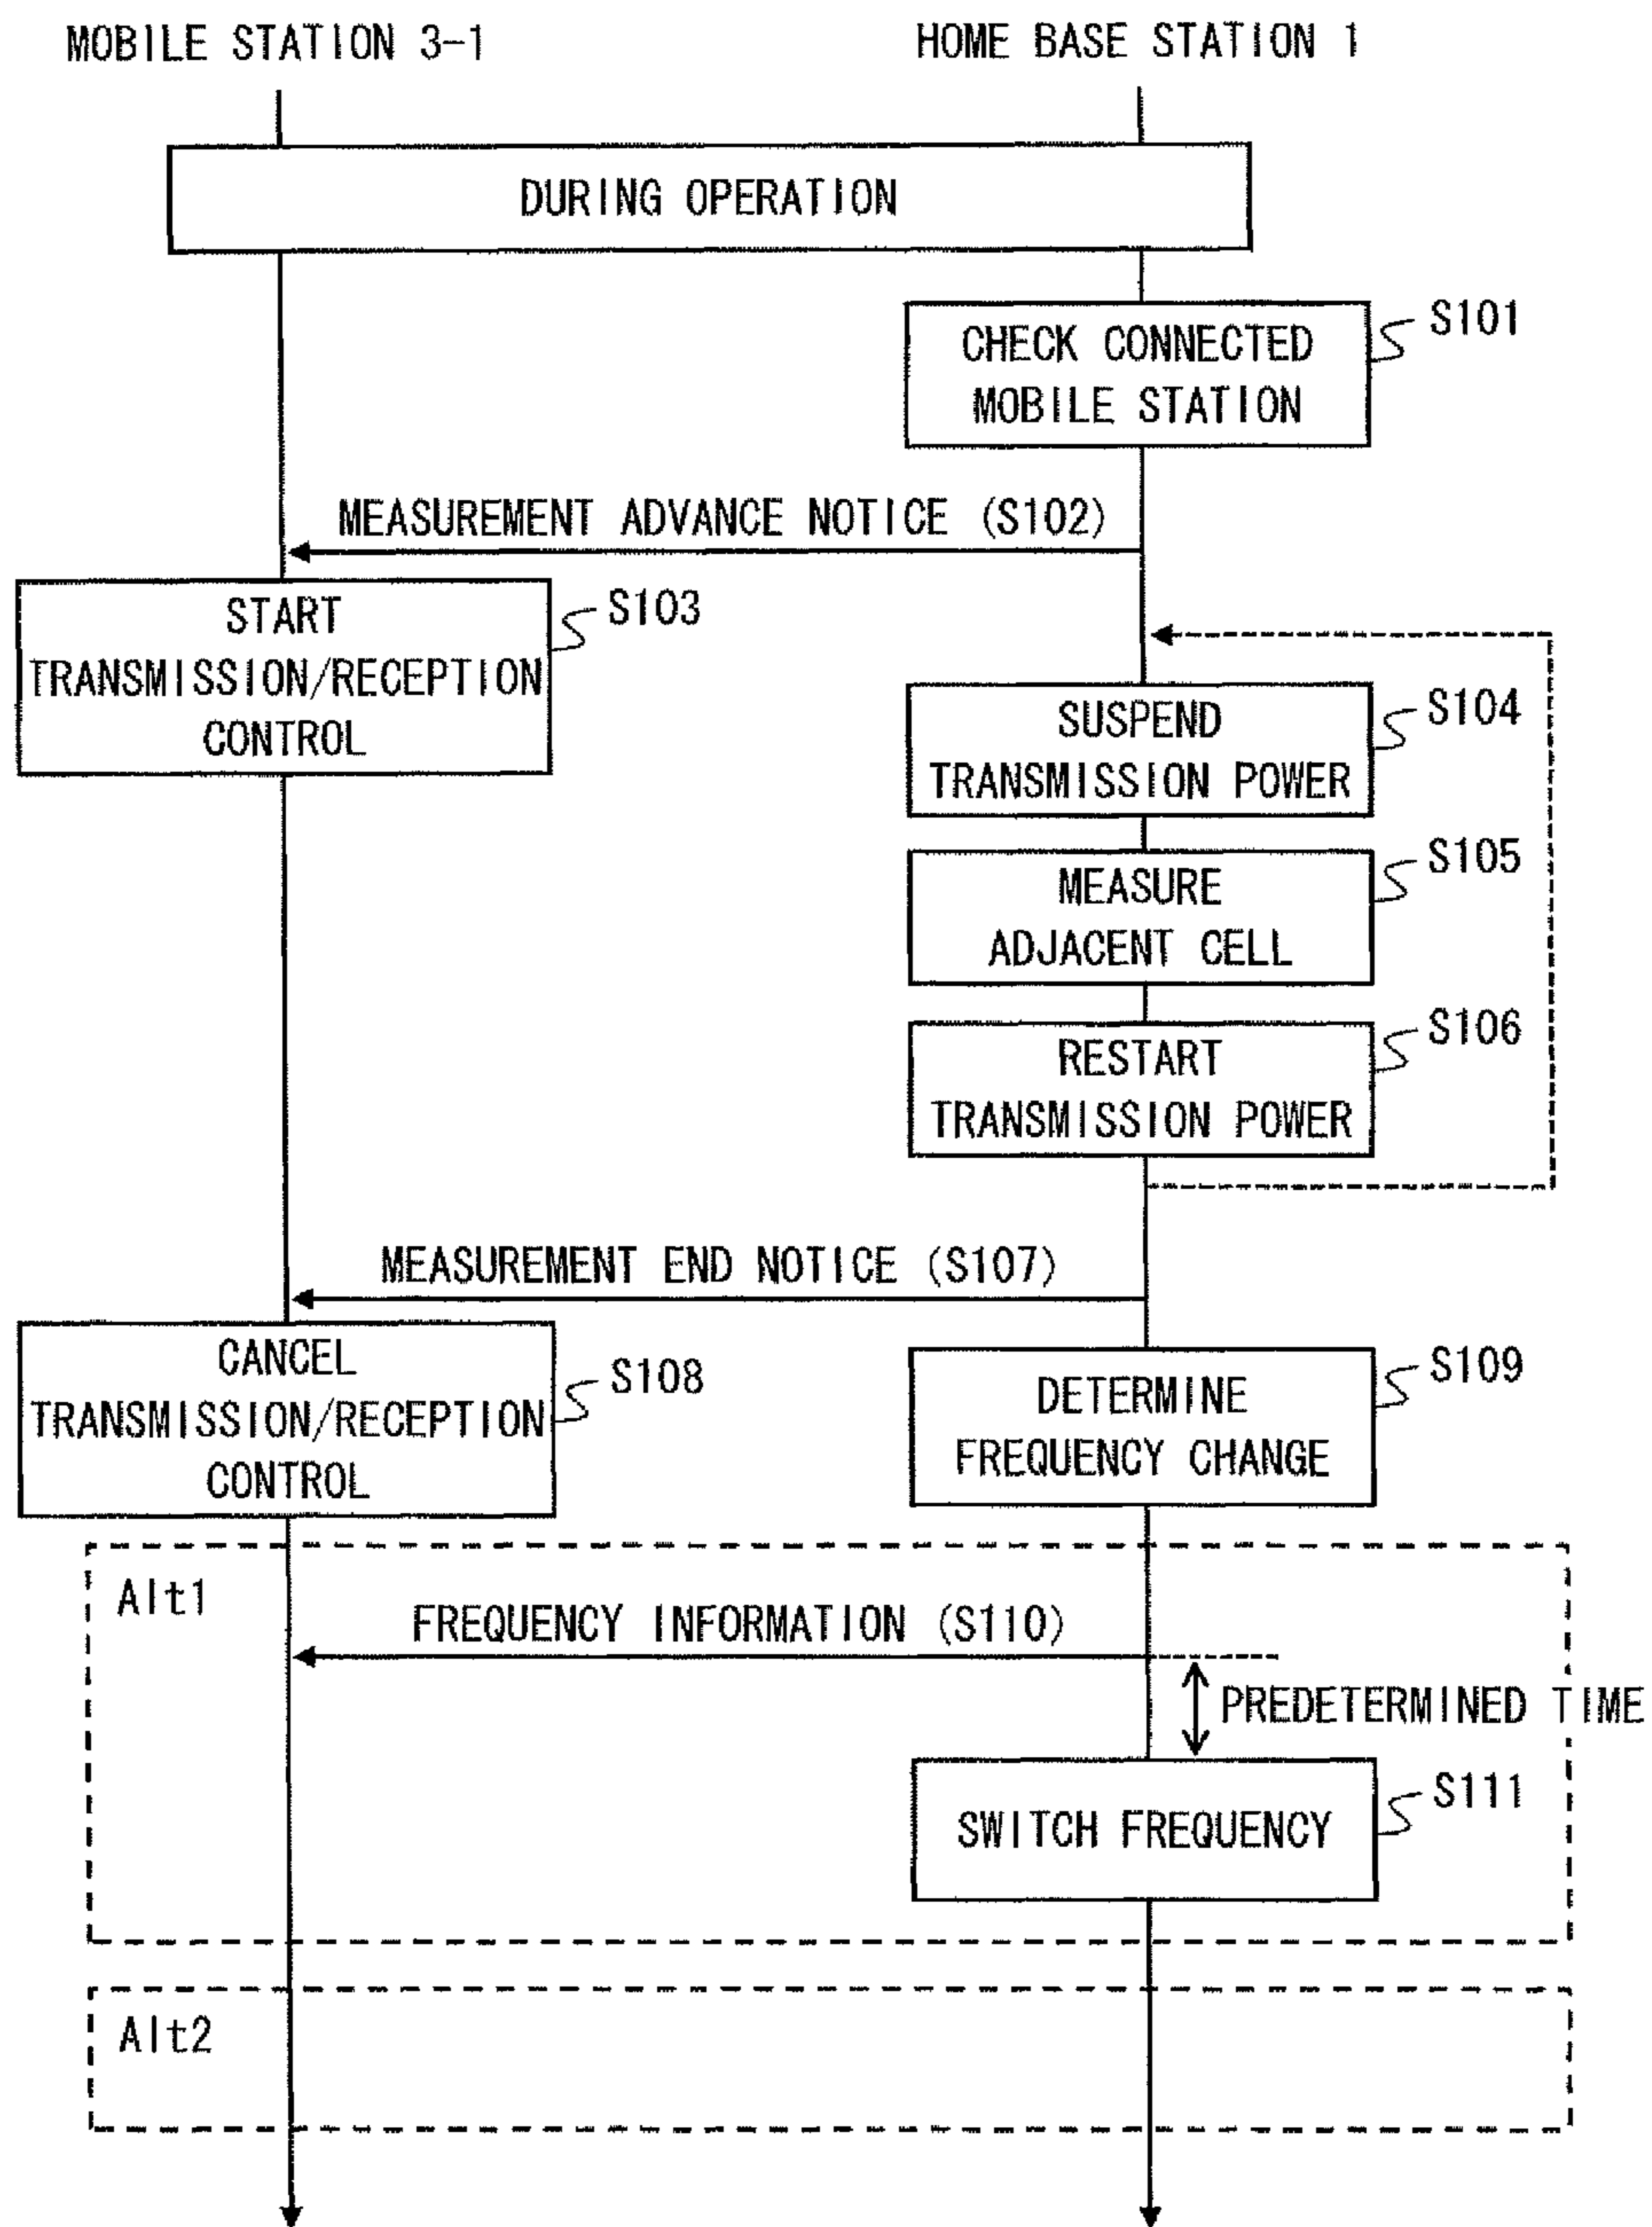 MOBILE STATION 3-1
HOME BASE STATION 1
DURING OPERATION
CHECK CONNECTED
MOBILE STATION
S101
MEASUREMENT ADVANCE NOTICE (S102)
START
TRANSMISSION/RECEPTION
CONTROL
S103
SUSPEND
TRANSMISSION POWER
S104
MEASURE
ADJACENT CELL
S105
RESTART
TRANSMISSION POWER
S106
MEASUREMENT END NOTICE (S107)
CANCEL
TRANSMISSION/RECEPTION
CONTROL
S108
DETERMINE
FREQUENCY CHANGE
S109
Alt1
FREQUENCY INFORMATION (S110)
PREDETERMINED TIME
SWITCH FREQUENCY
S111
Alt2